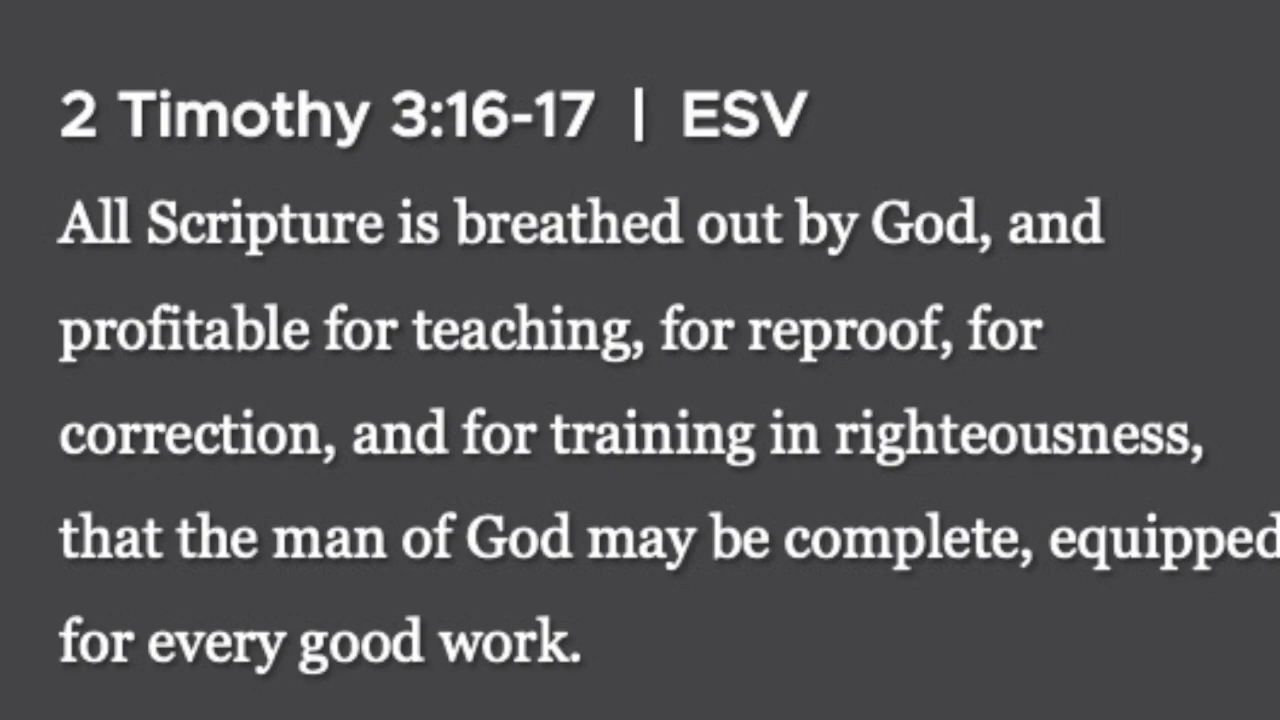 2 Timothy 3:16-17 | ESV
All Scripture is breathed out by God, and
profitable for teaching, for reproof, for
correction, and for training in righteousness,
that the man of God may be complete, equipped
for every good work.